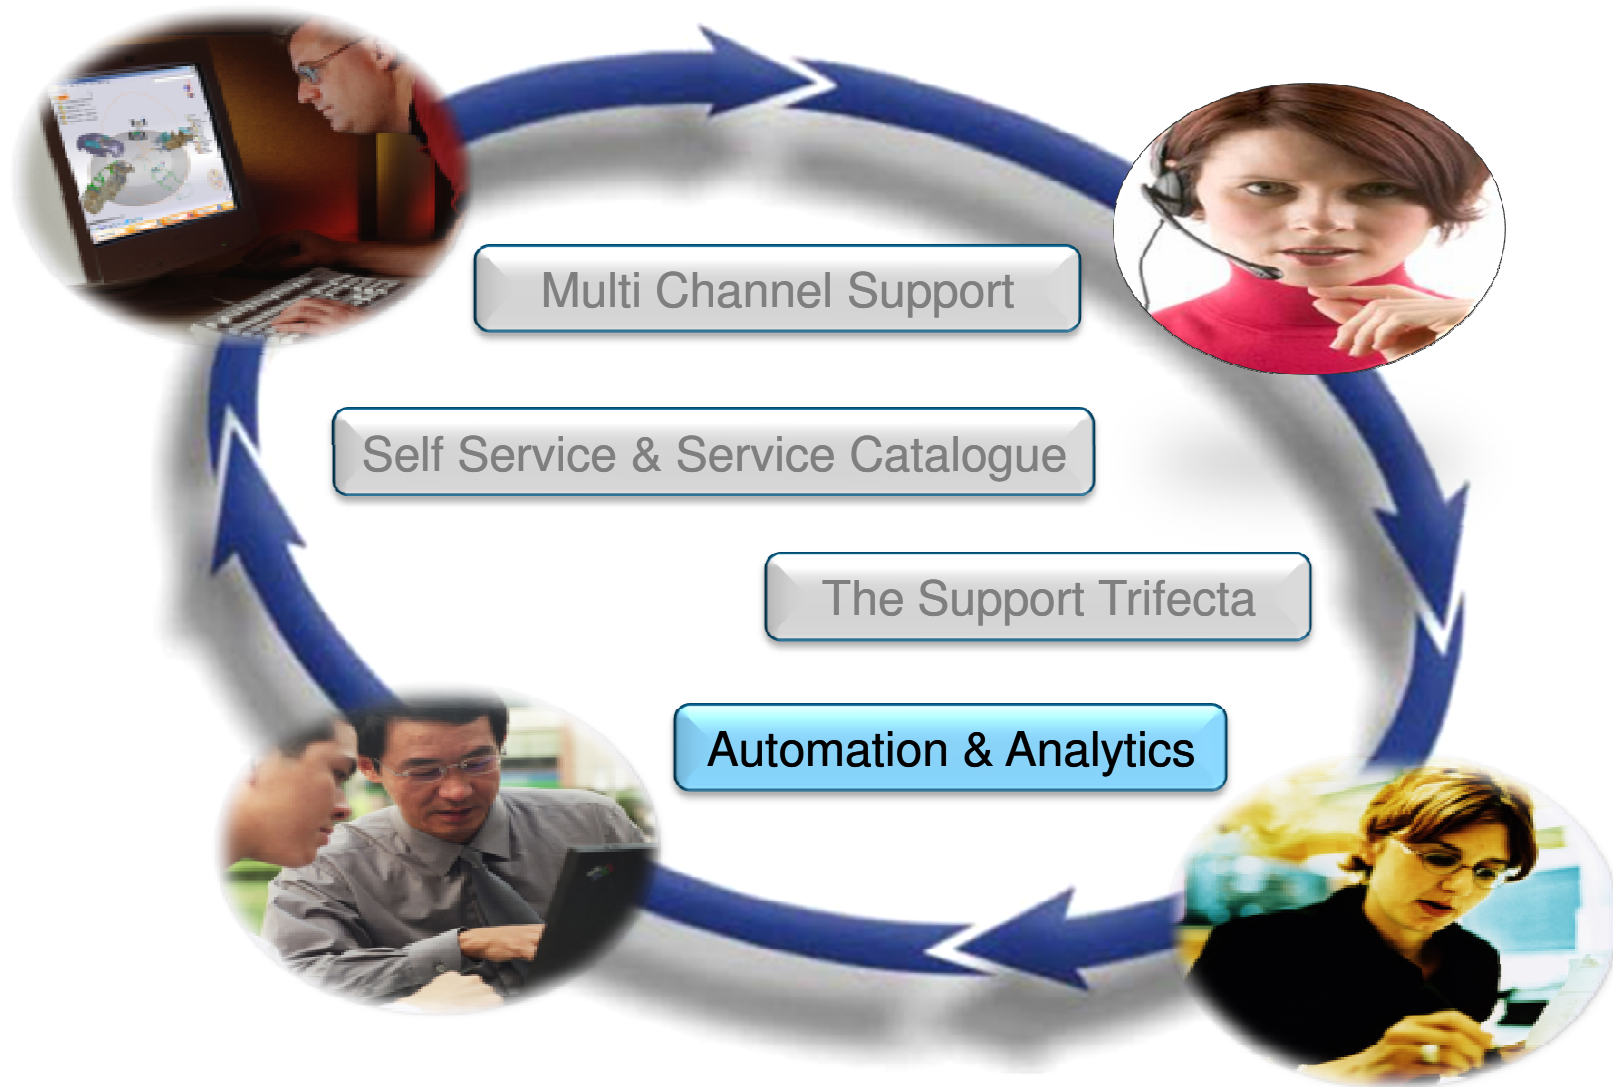 Multi Channel Support
Self Service & Service Catalogue
The Support Trifecta
Automation & Analytics